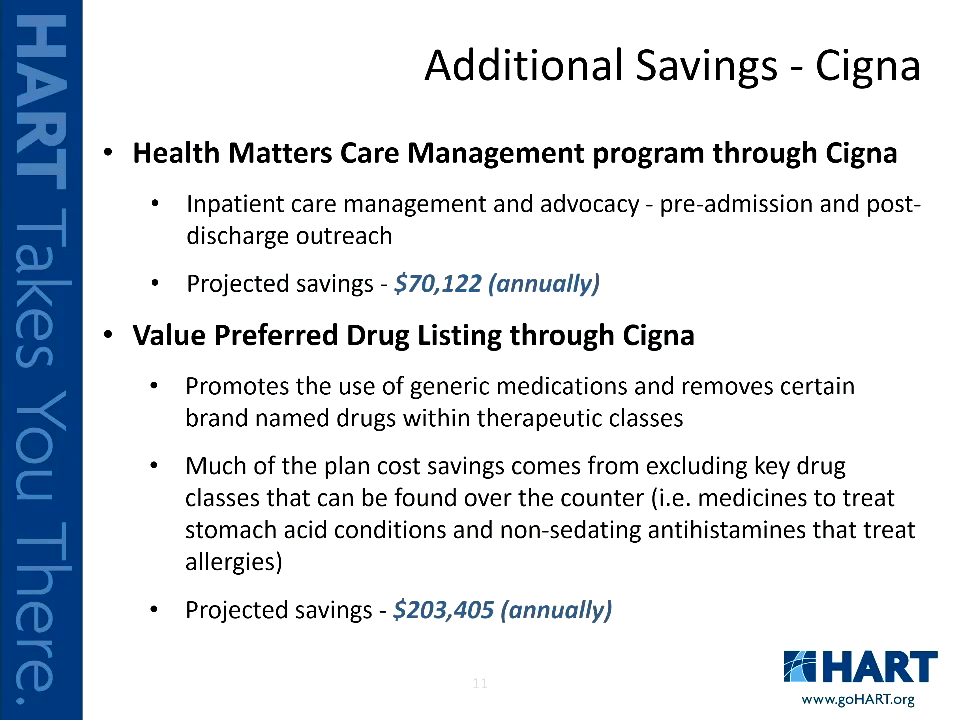 HART Takes You There.
Additional Savings - Cigna
• Health Matters Care Management program through Cigna
• Inpatient care management and advocacy - pre-admission and post-
discharge outreach
• Projected savings - $70,122 (annually)
• Value Preferred Drug Listing through Cigna
• Promotes the use of generic medications and removes certain
brand named drugs within therapeutic classes
• Much of the plan cost savings comes from excluding key drug
classes that can be found over the counter (i.e. medicines to treat
stomach acid conditions and non-sedating antihistamines that treat
allergies)
• Projected savings - $203,405 (annually)
11
HART
www.goHART.org